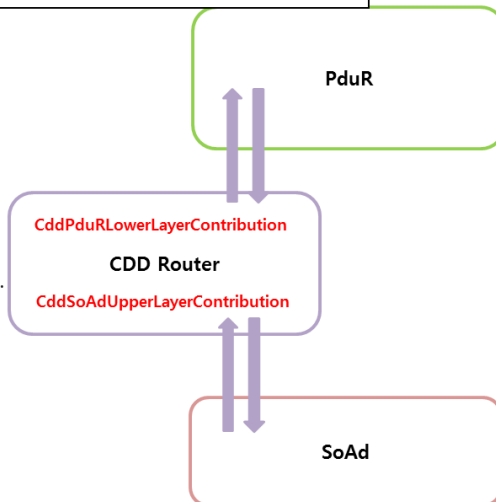 PduR
CddPduRLowerLayerContribution
CDD Router
.
CddSoAdUpperLayerContribution
SoAd